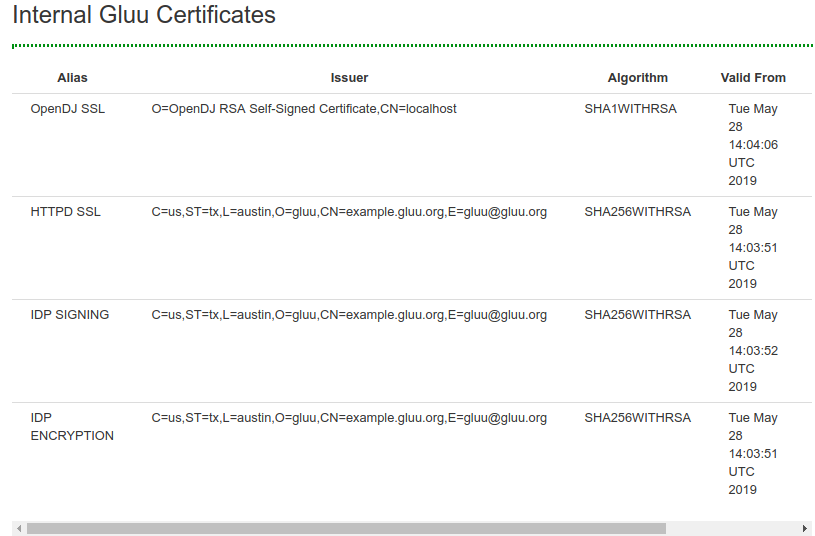 Internal Gluu Certificates
Alias Issuer Algorithm Valid From
OpenDJ SSL O=OpenDJ RSA Self-Signed Certificate,CN=localhost SHA1WITHRSA Tue May
28
14:04:06
UTC
2019
HTTPD SSL C=us,ST=tx,L=austin,O=gluu,CN=example.gluu.org,E=gluu@gluu.org SHA256WITHRSA Tue May
28
14:03:51
UTC
2019
IDP SIGNING C=us,ST=tx,L=austin,O=gluu,CN=example.gluu.org,E=gluu@gluu.org SHA256WITHRSA Tue May
28
14:03:52
UTC
2019
IDP C=us,ST=tx,L=austin,O=gluu,CN=example.gluu.org,E=gluu@gluu.org SHA256WITHRSA Tue May
ENCRYPTION 28
14:03:51
UTC
2019